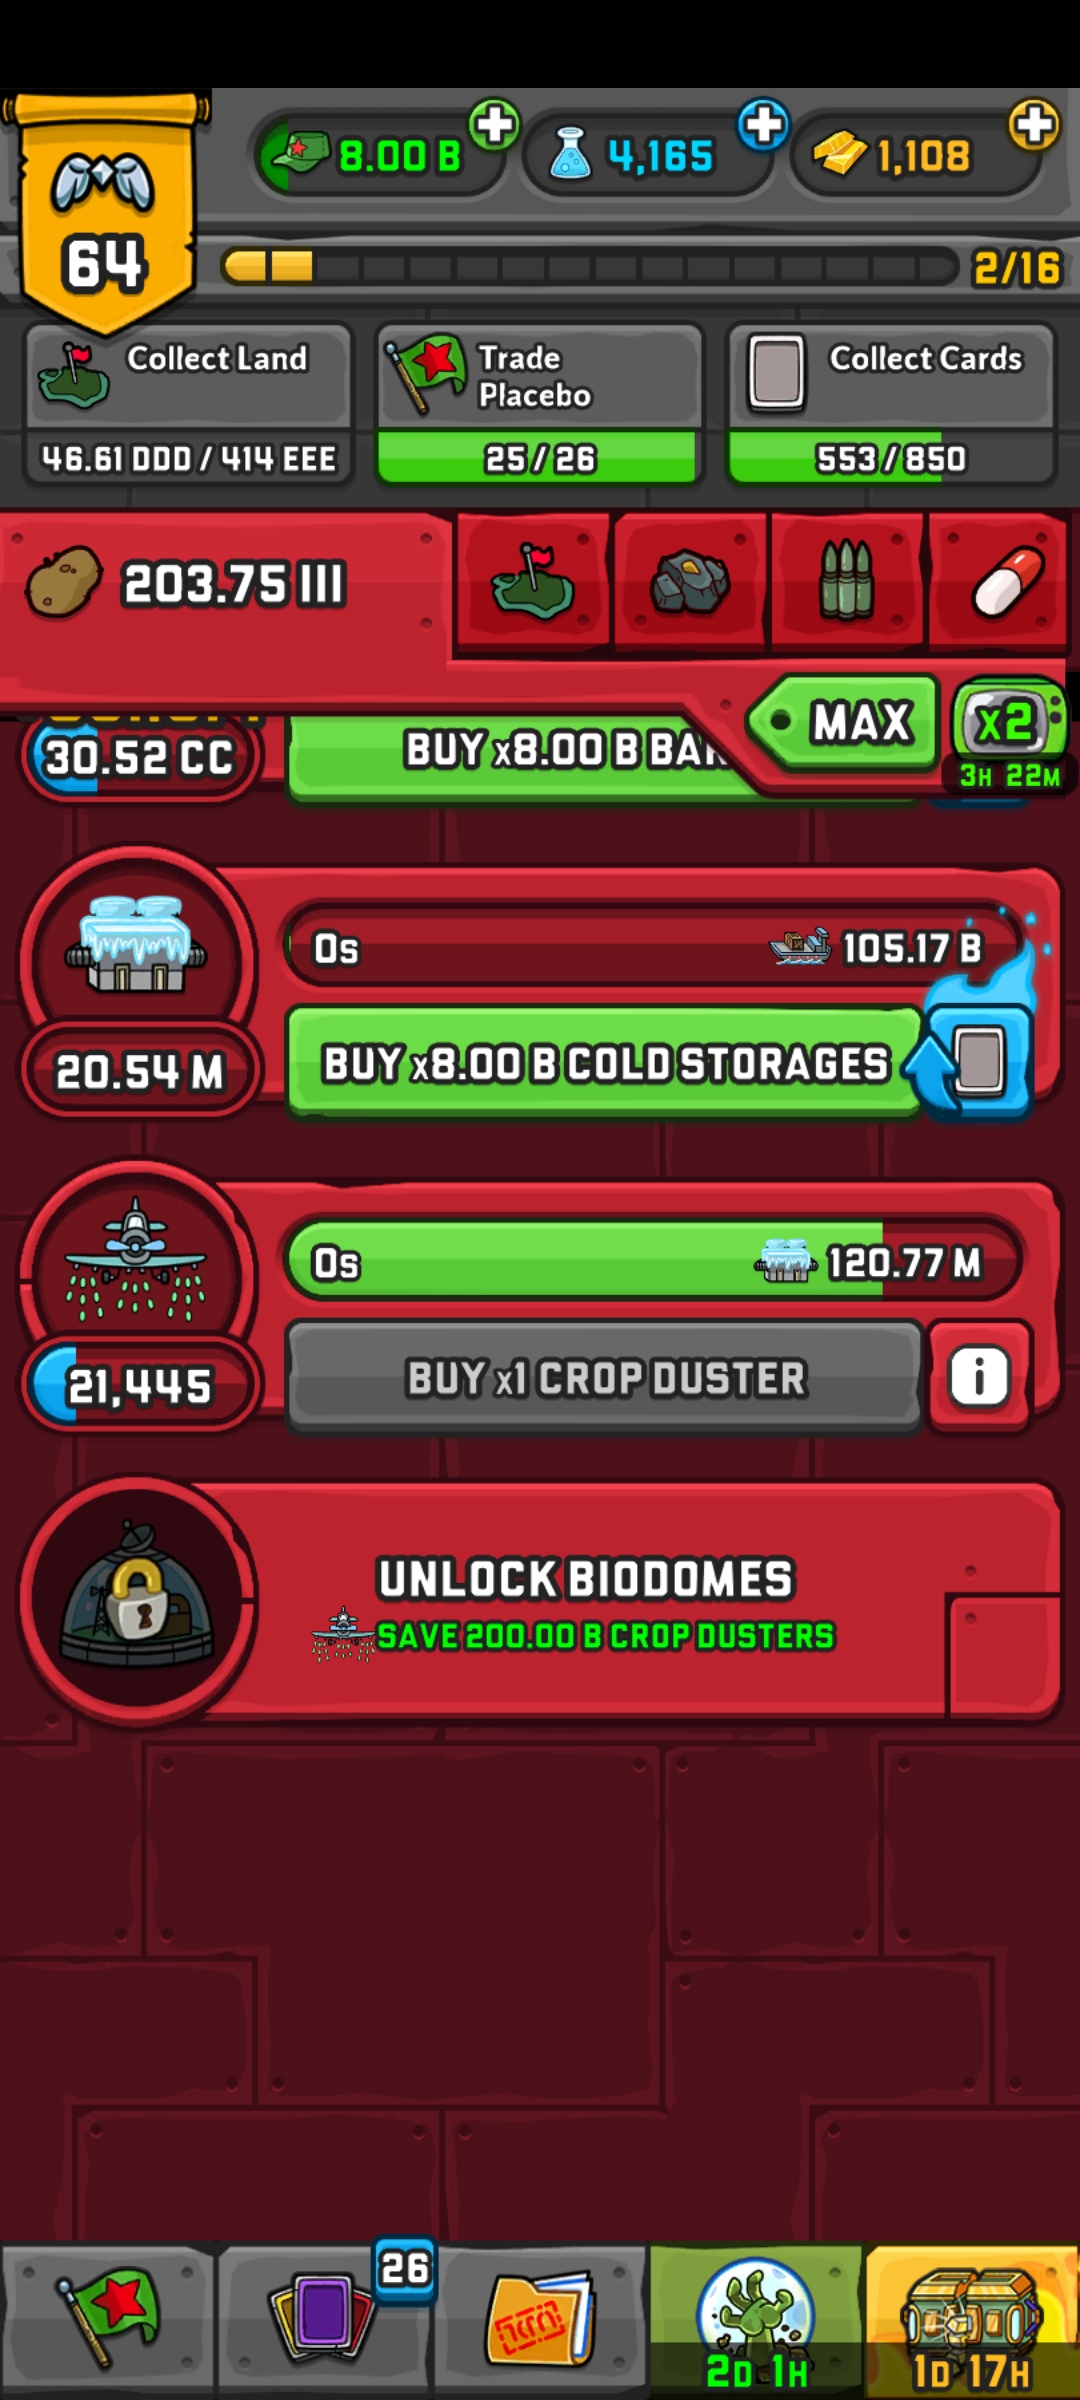 64
8.00 B
4,165
1,108
2/16
Collect Land
46.61 DDD / 414 EEE
Trade
Placebo
25 / 26
Collect Cards
553 / 850
203.75 III
MAX
x2
3H 22M
30.52 CC
BUY x8.00 B BAR
0s
105.17 B
20.54 M
BUY x8.00 B COLD STORAGES
0s
120.77 M
21,445
BUY x1 CROP DUSTER
i
UNLOCK BIODOMES
SAVE 200.00 B CROP DUSTERS
26
2D 1H
1D 17H